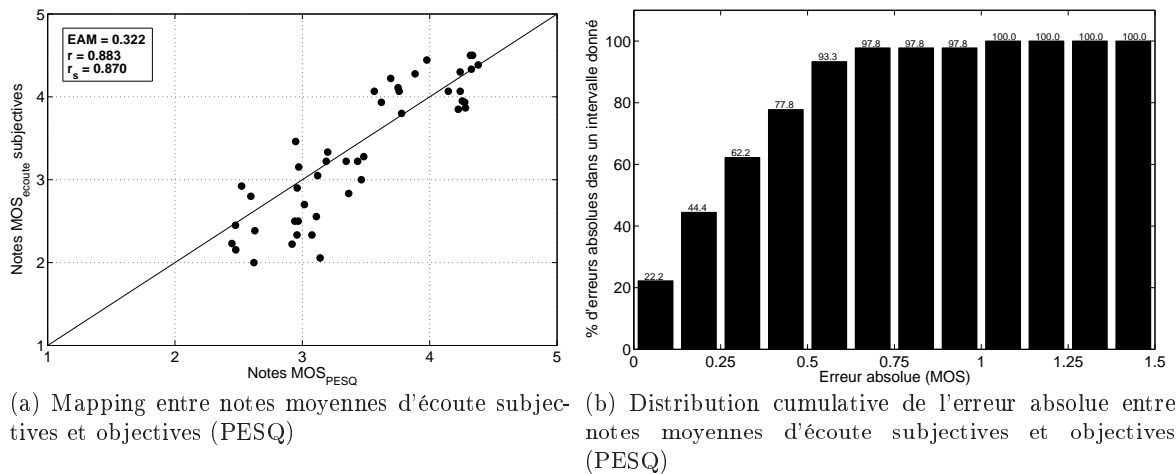 EAM = 0.322
r = 0.883
r_s = 0.870
Notes MOS_ecoute subjectives
5
4
3
2
1
1 2 3 4 5
Notes MOS_PESQ
% d'erreurs absolues dans un intervalle donné
100
80
60
40
20
0
22.2
44.4
62.2
77.8
93.3
97.8
97.8
97.8
100.0
100.0
100.0
100.0
0 0.25 0.5 0.75 1 1.25 1.5
Erreur absolue (MOS)
(a) Mapping entre notes moyennes d'écoute subjec-
tives et objectives (PESQ)
(b) Distribution cumulative de l'erreur absolue entre
notes moyennes d'écoute subjectives et objectives
(PESQ)